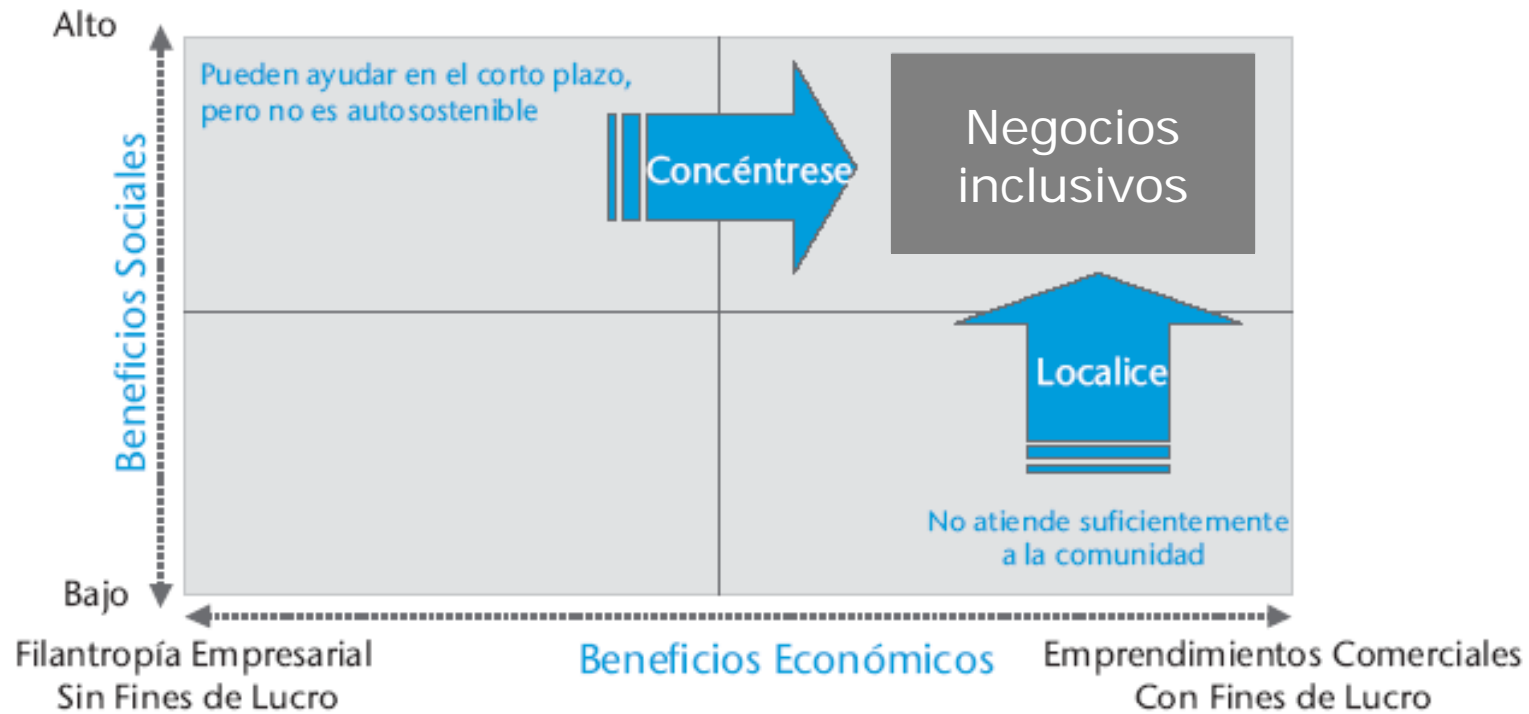 Alto
Pueden ayudar en el corto plazo,
pero no es autosostenible
Concéntrese
Negocios
inclusivos
Beneficios Sociales
Localice
No atiende suficientemente
a la comunidad
Bajo
Filantropía Empresarial
Sin Fines de Lucro
Beneficios Económicos
Emprendimientos Comerciales
Con Fines de Lucro